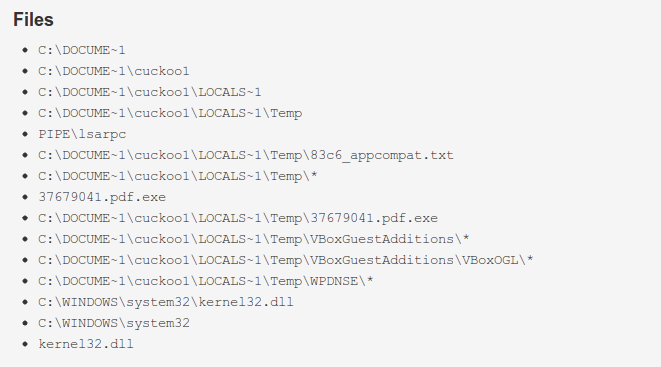 Files
C:\DOCUME~1
C:\DOCUME~1\cuckoo1
C:\DOCUME~1\cuckoo1\LOCALS~1
C:\DOCUME~1\cuckoo1\LOCALS~1\Temp
PIPE\lsarpc
C:\DOCUME~1\cuckoo1\LOCALS~1\Temp\83c6_appcompat.txt
C:\DOCUME~1\cuckoo1\LOCALS~1\Temp\*
37679041.pdf.exe
C:\DOCUME~1\cuckoo1\LOCALS~1\Temp\37679041.pdf.exe
C:\DOCUME~1\cuckoo1\LOCALS~1\Temp\VBoxGuestAdditions\*
C:\DOCUME~1\cuckoo1\LOCALS~1\Temp\VBoxGuestAdditions\VBoxOGL\*
C:\DOCUME~1\cuckoo1\LOCALS~1\Temp\WPDNSE\*
C:\WINDOWS\system32\kernel32.dll
C:\WINDOWS\system32
kernel32.dll